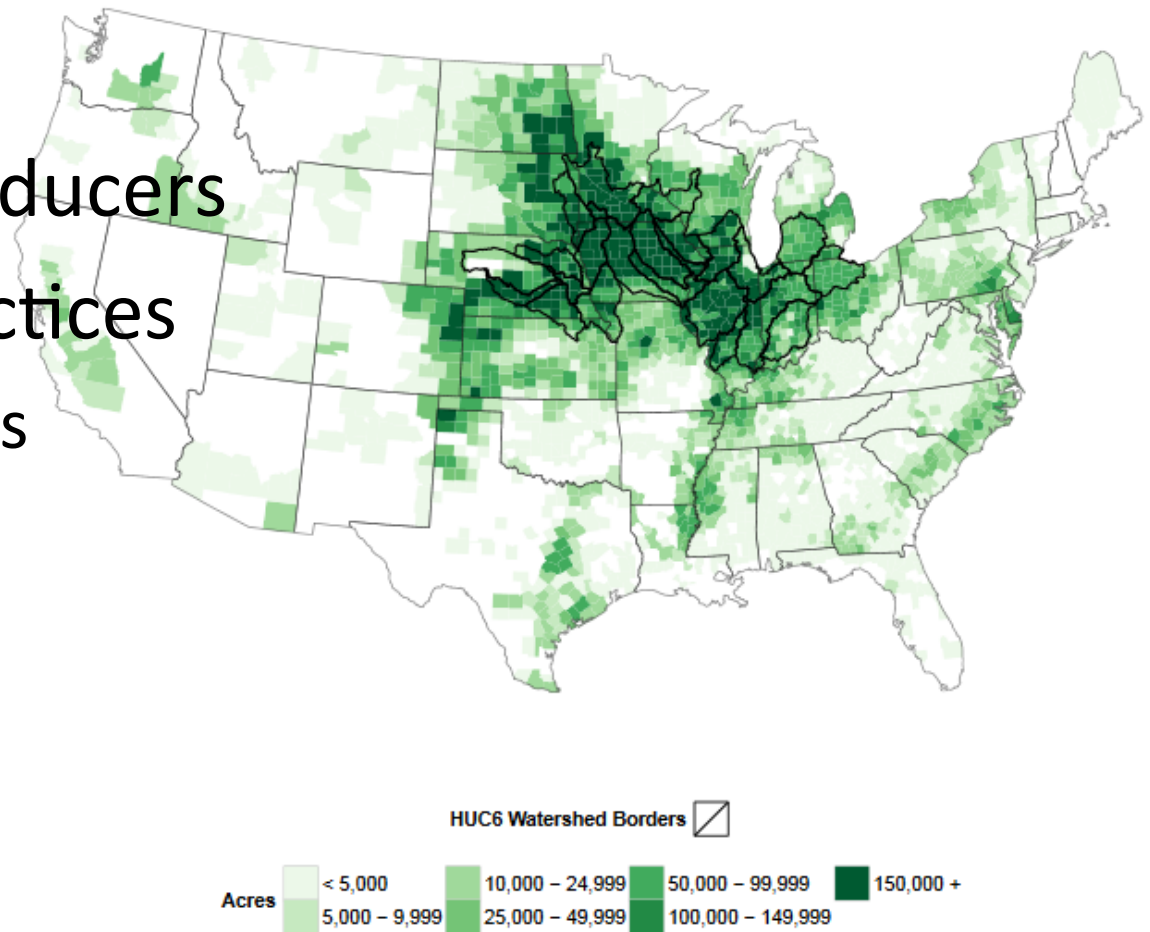 ducers
ctices
s
HUC6 Watershed Borders
Acres
< 5,000
5,000 – 9,999
10,000 – 24,999
25,000 – 49,999
50,000 – 99,999
100,000 – 149,999
150,000 +